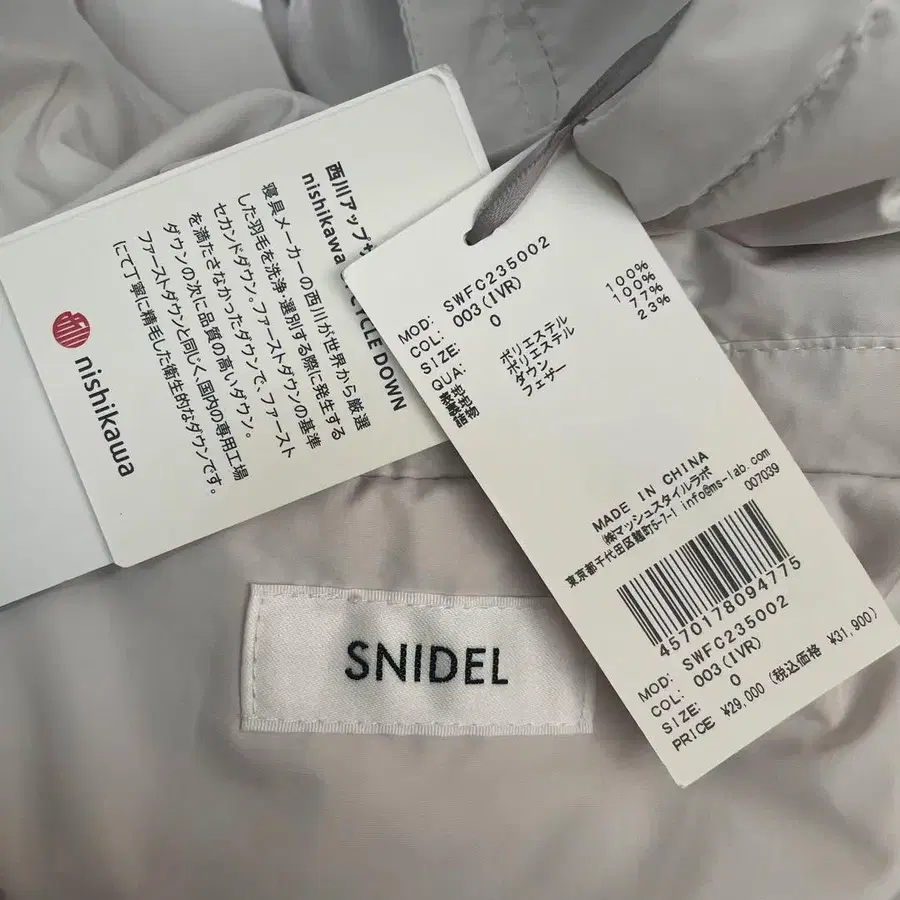 西川アップサ
nishikawa
CYCLE DOWN
寝具メーカーの西川が世界から厳選
した羽毛を洗浄・選別する際に発生する
セカンドダウン。ファーストダウンの基準
を満たさなかったダウンで、ファースト
ダウンの次に品質の高いダウン。
ファーストダウンと同じく、国内の専用工場
にて丁寧に精毛した衛生的なダウンです。
nishikawa
MOD: SWFC235002
COL: 003(IVR)
SIZE: 0
QUA:
表地 ポリエステル 100%
裏地 ポリエステル 100%
詰物 ダウン 77%
フェザー 23%
MADE IN CHINA
㈱マッシュスタイルラボ
東京都千代田区麹町5-7-1 info@ms-lab.com
007039
4570178094775
MOD: SWFC235002
COL: 003(IVR)
SIZE: 0
PRICE: ¥29,000 (税込価格 ¥31,900)
SNIDEL